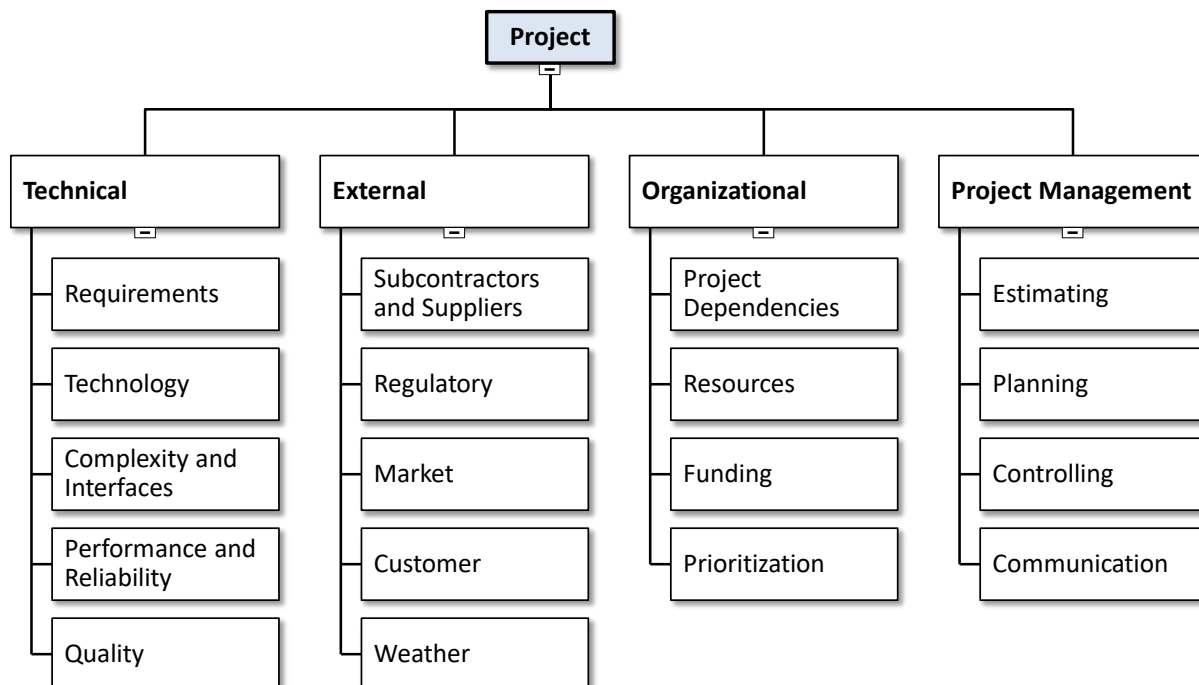 Project
Technical
External
Organizational
Project Management
Requirements
Technology
Complexity and
Interfaces
Performance and
Reliability
Quality
Subcontractors
and Suppliers
Regulatory
Market
Customer
Weather
Project
Dependencies
Resources
Funding
Prioritization
Estimating
Planning
Controlling
Communication